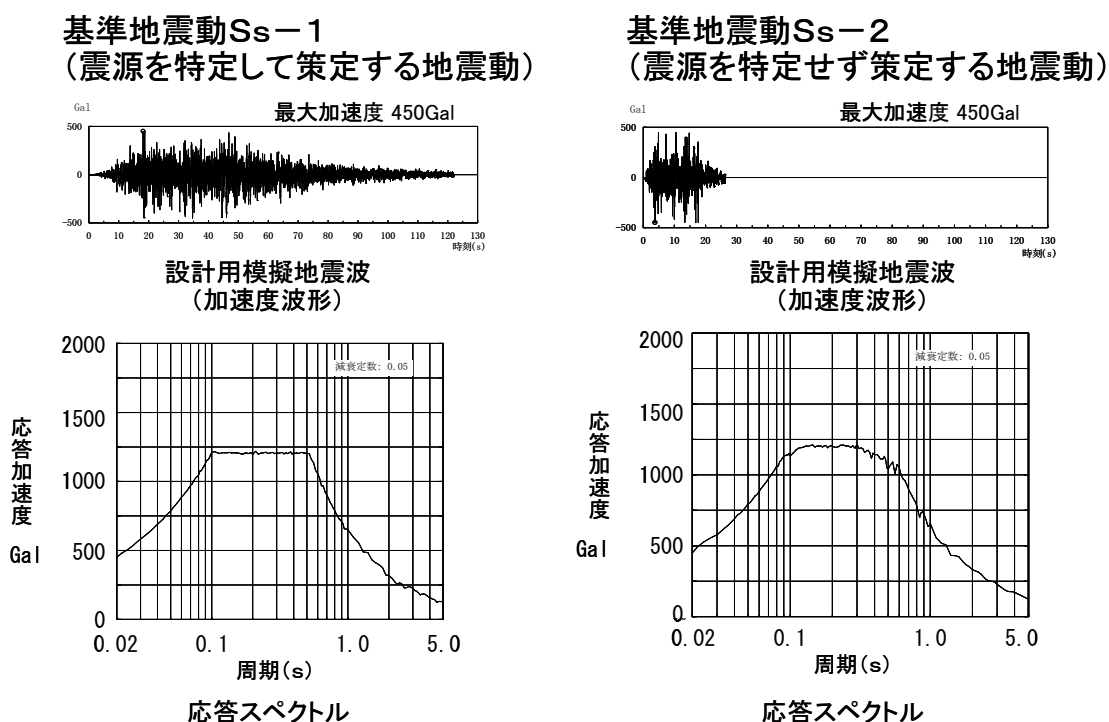 基準地震動Ss－１
（震源を特定して策定する地震動）
Gal
最大加速度 450Gal
500
0
-500
0 10 20 30 40 50 60 70 80 90 100 110 120 130
時刻(s)
設計用模擬地震波
（加速度波形）
2000
1500
1000
500
0
減衰定数: 0.05
応答加速度
Gal
0.02 0.1 1.0 5.0
周期(s)
応答スペクトル
基準地震動Ss－２
（震源を特定せず策定する地震動）
Gal
最大加速度 450Gal
500
0
-500
0 10 20 30 40 50 60 70 80 90 100 110 120 130
時刻(s)
設計用模擬地震波
（加速度波形）
2000
1500
1000
500
0
減衰定数: 0.05
応答加速度
Gal
0.02 0.1 1.0 5.0
周期(s)
応答スペクトル